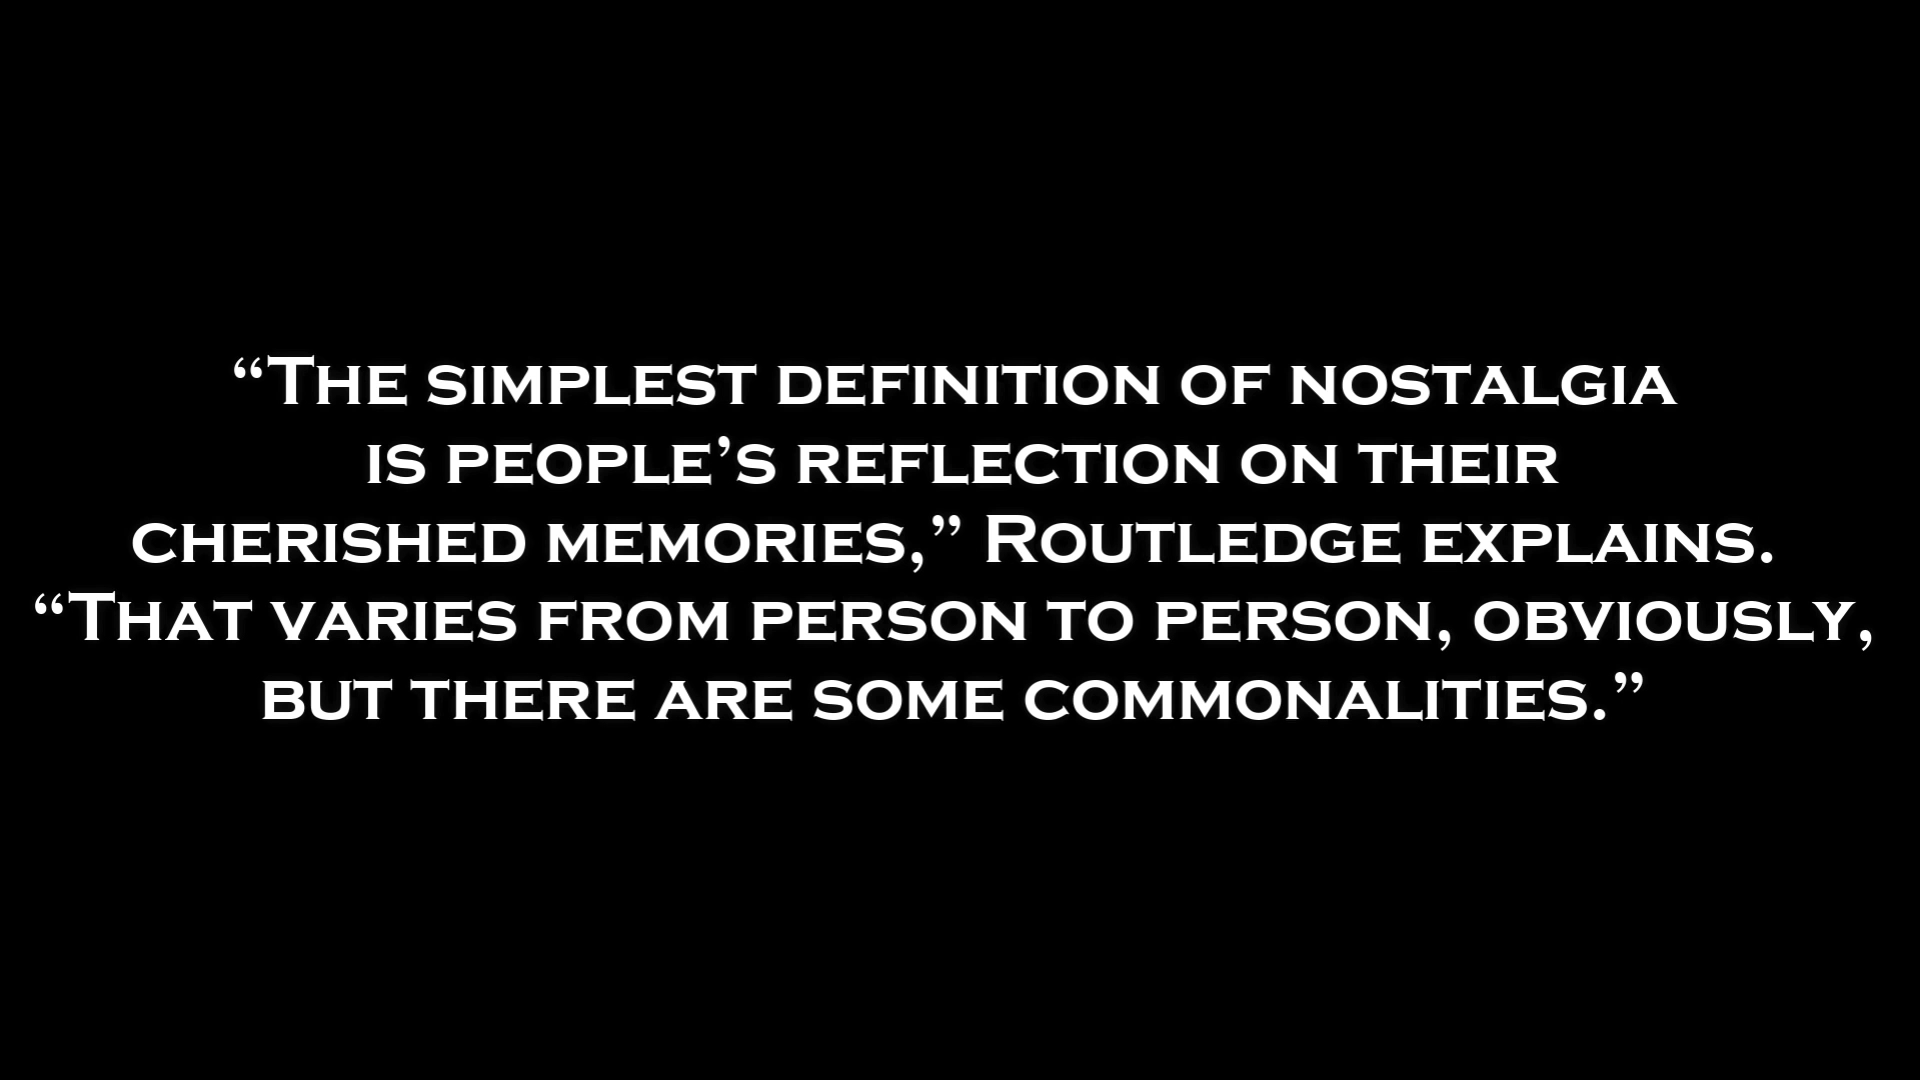 “The simplest definition of nostalgia
is people’s reflection on their
cherished memories,” Routledge explains.
“That varies from person to person, obviously,
but there are some commonalities.”